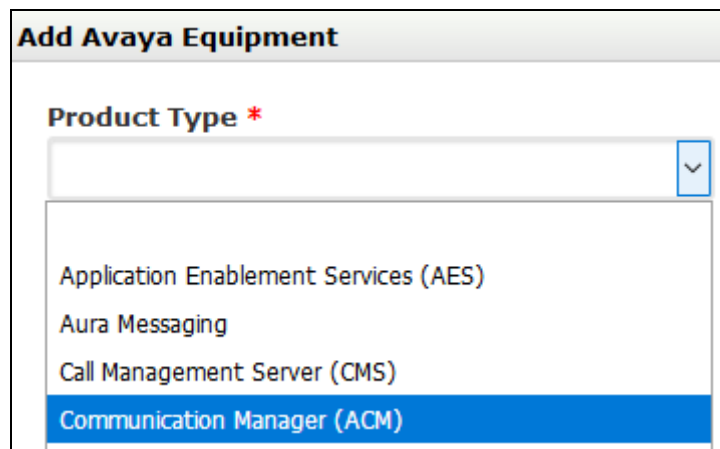 Add Avaya Equipment
Product Type *
Application Enablement Services (AES)
Aura Messaging
Call Management Server (CMS)
Communication Manager (ACM)